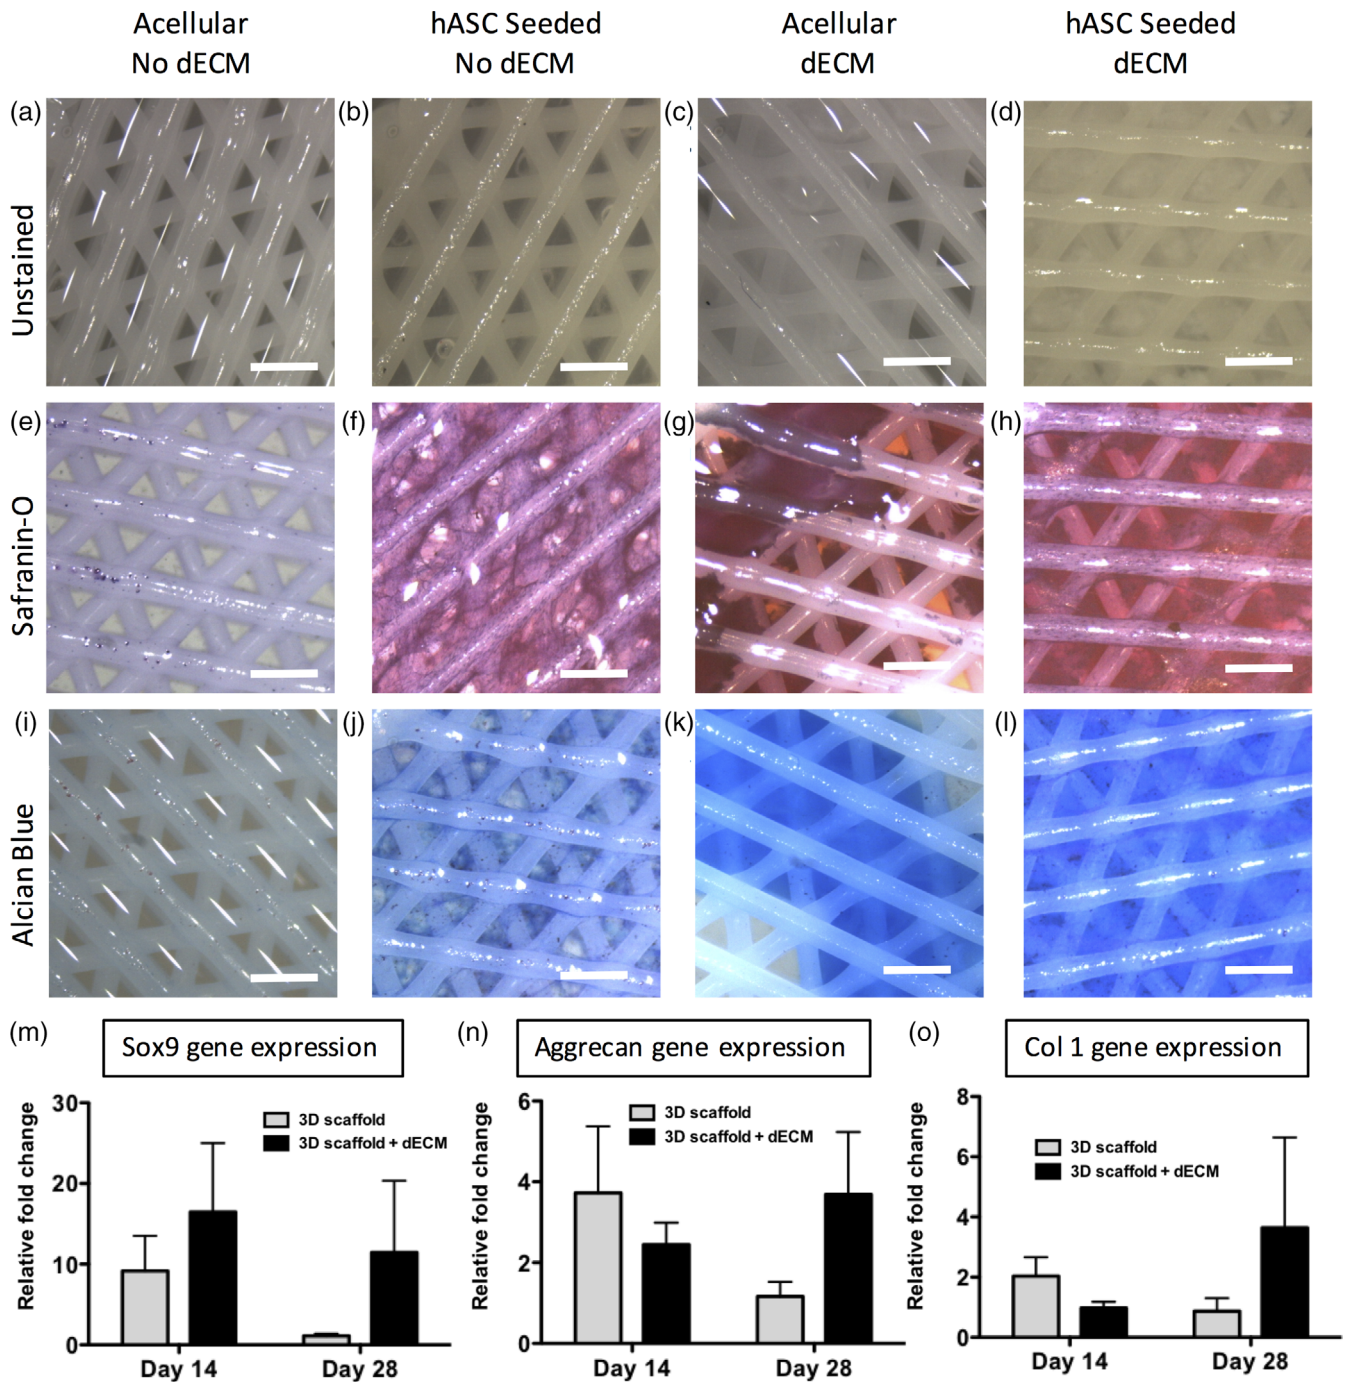 Acellular
No dECM
hASC Seeded
No dECM
Acellular
dECM
hASC Seeded
dECM
(a)
(b)
(c)
(d)
Unstained
(e)
(f)
(g)
(h)
Safranin-O
(i)
(j)
(k)
(l)
Alcian Blue
(m)
Sox9 gene expression
Relative fold change
30
20
10
0
3D scaffold
3D scaffold + dECM
Day 14
Day 28
(n)
Aggrecan gene expression
Relative fold change
6
4
2
0
3D scaffold
3D scaffold + dECM
Day 14
Day 28
(o)
Col 1 gene expression
Relative fold change
8
6
4
2
0
3D scaffold
3D scaffold + dECM
Day 14
Day 28